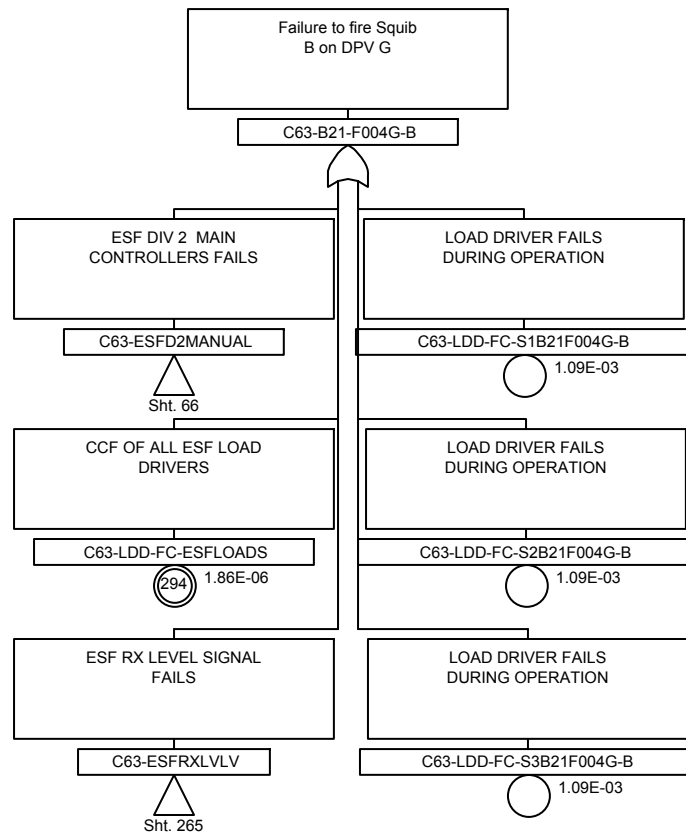 Failure to fire Squib
B on DPV G
C63-B21-F004G-B
ESF DIV 2 MAIN
CONTROLLERS FAILS
C63-ESFD2MANUAL
Sht. 66
LOAD DRIVER FAILS
DURING OPERATION
C63-LDD-FC-S1B21F004G-B
1.09E-03
CCF OF ALL ESF LOAD
DRIVERS
C63-LDD-FC-ESFLOADS
294
1.86E-06
LOAD DRIVER FAILS
DURING OPERATION
C63-LDD-FC-S2B21F004G-B
1.09E-03
ESF RX LEVEL SIGNAL
FAILS
C63-ESFRXLVLV
Sht. 265
LOAD DRIVER FAILS
DURING OPERATION
C63-LDD-FC-S3B21F004G-B
1.09E-03